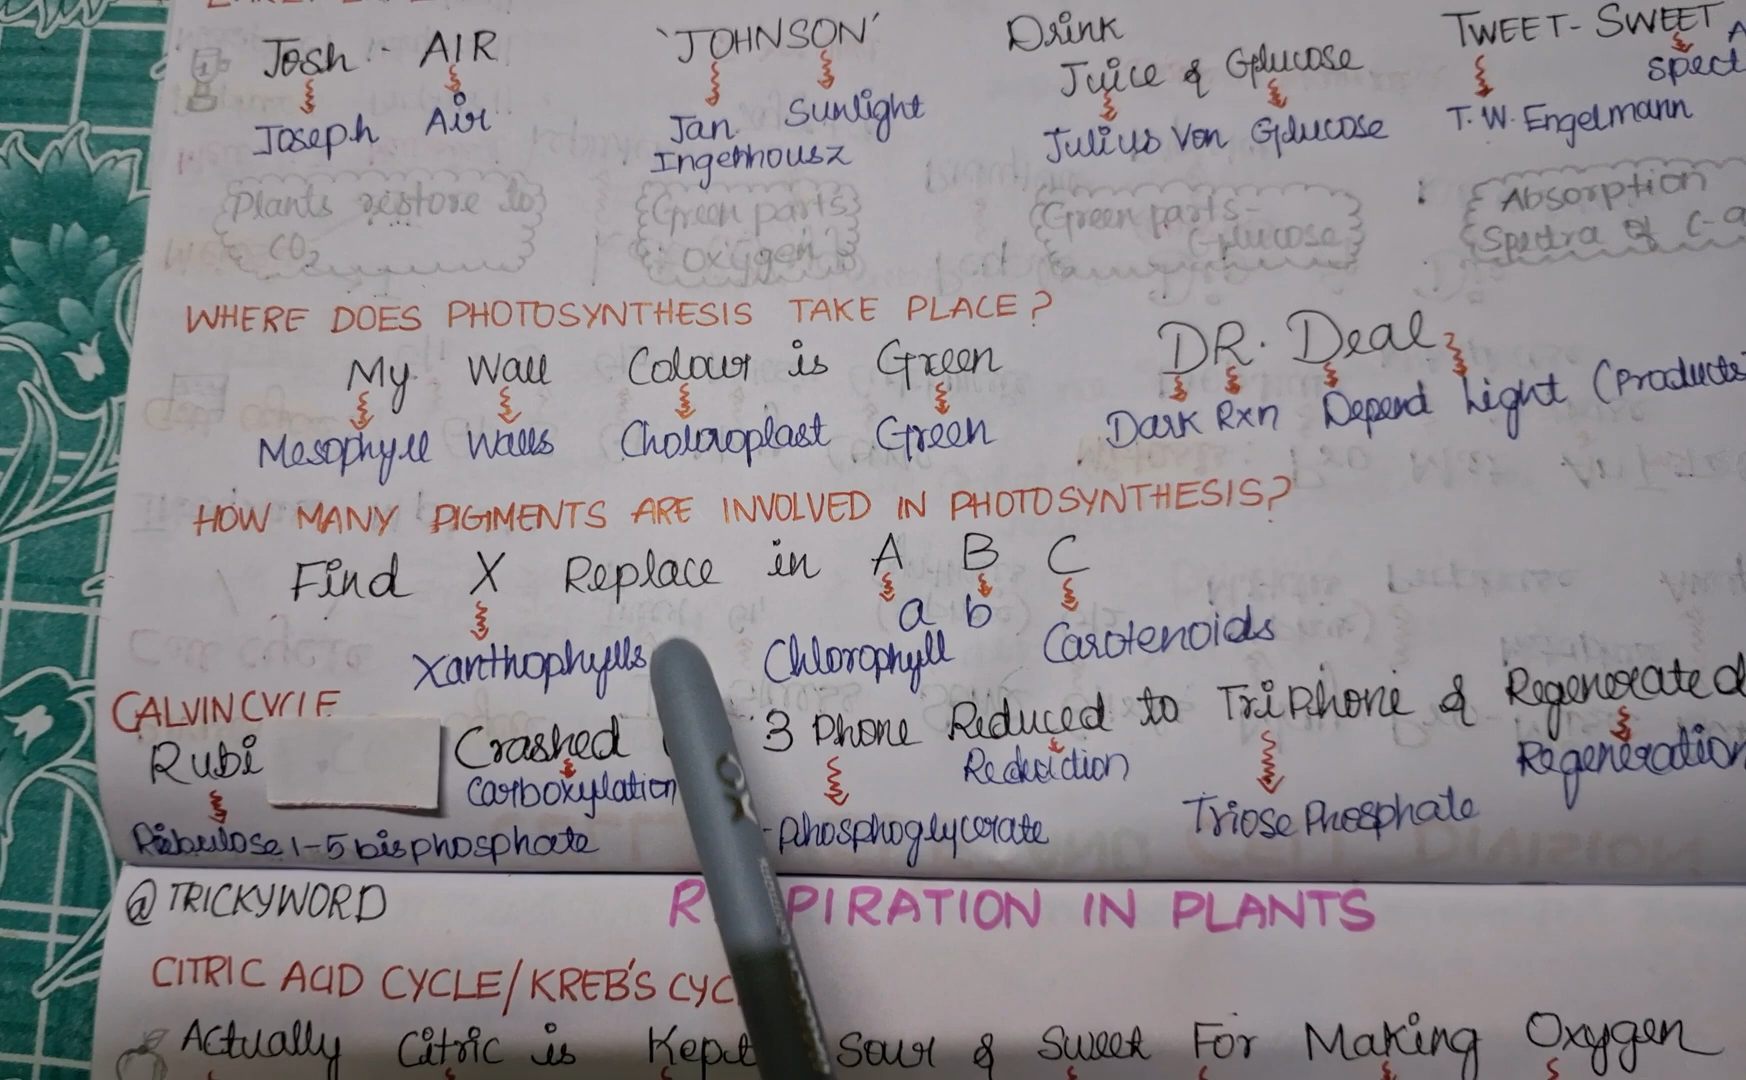 Josh - AIR 'JOHNSON' Drink TWEET - SWEET
Juice & Glucose
Joseph Air Jan Sunlight Julius Von Glucose T.W. Engelmann spect
Ingenhousz
Plants restore to Green parts Green parts- Absorption
CO2 oxygen Glucose Spectra of C-a
WHERE DOES PHOTOSYNTHESIS TAKE PLACE?
My Wall Colour is Green DR. Deal
Mesophyll Walls Choloroplast Green Dark Rxn Depend Light (Products
HOW MANY PIGMENTS ARE INVOLVED IN PHOTOSYNTHESIS?
Find X Replace in A B C
a b
Xanthophylls Chlorophyll Carotenoids
CALVIN CYCLE
Rubi Crashed 3 Phone Reduced to TriPhone & Regenerated
Carboxylation Reduction Regeneration
Ribulose 1-5 bisphosphate -phosphoglycerate Triose Phosphate
@TRICKYWORD PIRATION IN PLANTS
CITRIC ACID CYCLE/KREB'S CYC
Actually Citric is Kept Sour & Sweet For Making Oxygen